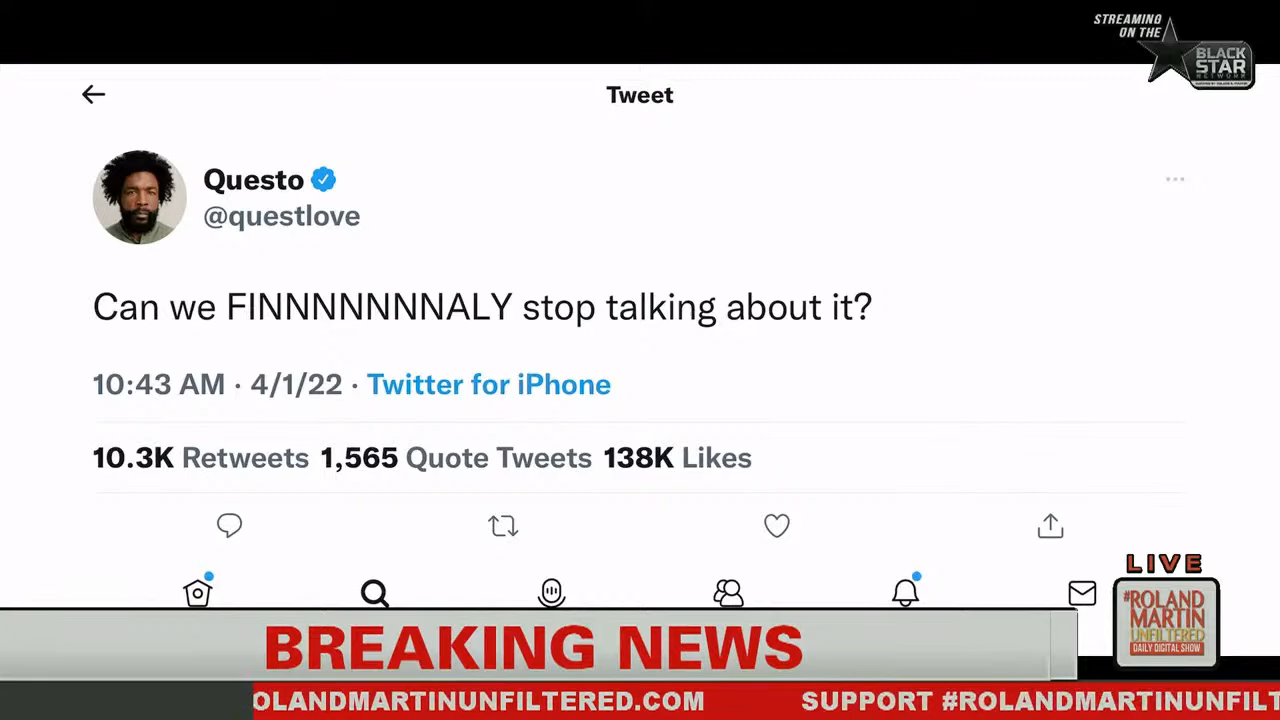 STREAMING
ON THE
BLACK
STAR
NETWORK
Tweet
Questo
@questlove
Can we FINNNNNNNNALY stop talking about it?
10:43 AM · 4/1/22 · Twitter for iPhone
10.3K Retweets 1,565 Quote Tweets 138K Likes
LIVE
#ROLAND
MARTIN
UNFILTERED
DAILY DIGITAL SHOW
BREAKING NEWS
OLANDMARTINUNFILTERED.COM SUPPORT #ROLANDMARTINUNFILT